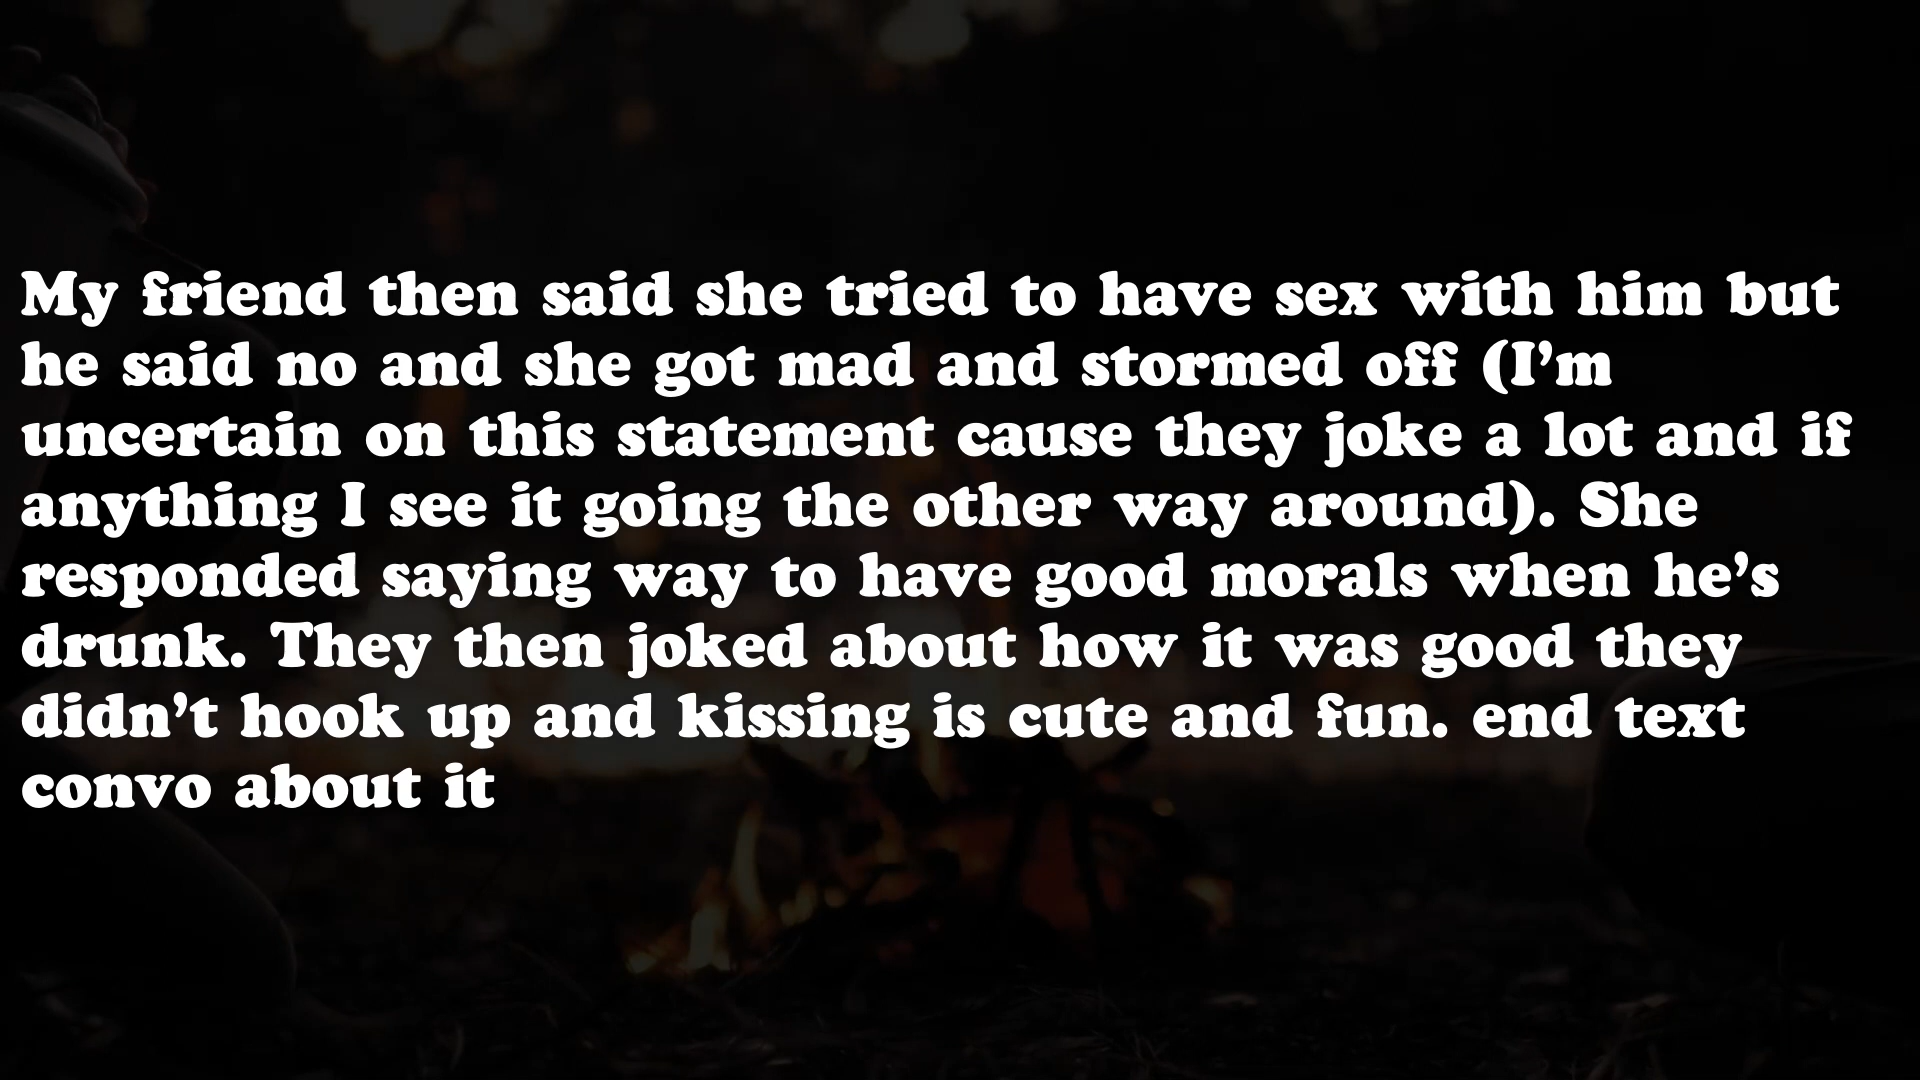 My friend then said she tried to have sex with him but
he said no and she got mad and stormed off (I’m
uncertain on this statement cause they joke a lot and if
anything I see it going the other way around). She
responded saying way to have good morals when he’s
drunk. They then joked about how it was good they
didn’t hook up and kissing is cute and fun. end text
convo about it